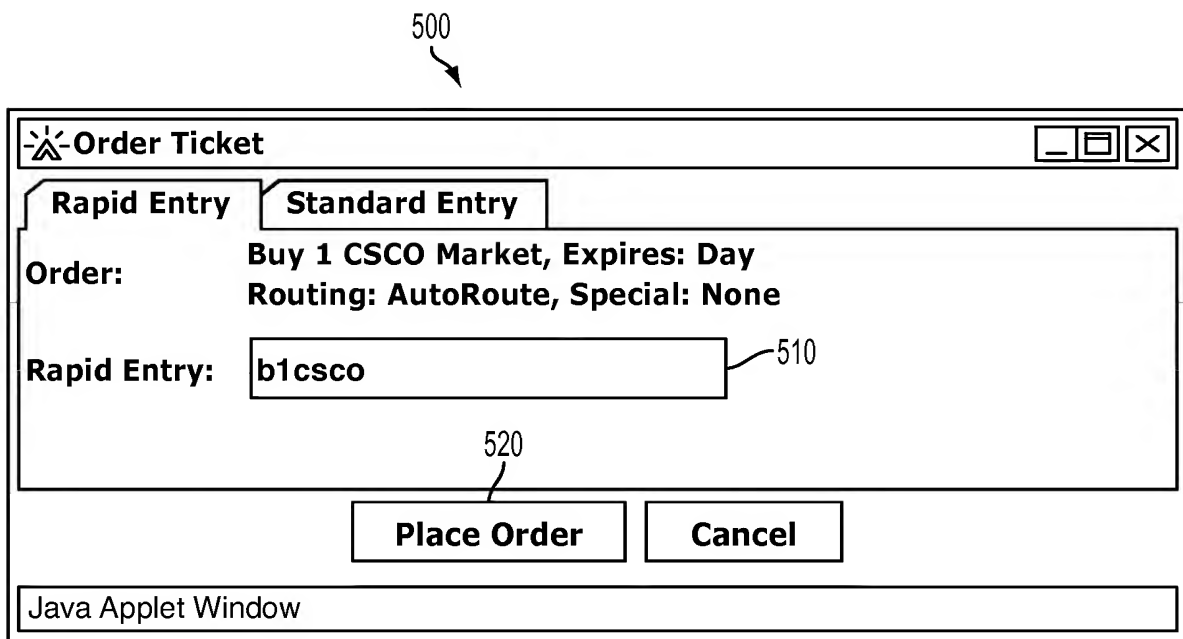 500
Order Ticket
Rapid Entry Standard Entry
Order: Buy 1 CSCO Market, Expires: Day
Routing: AutoRoute, Special: None
Rapid Entry: b1csco 510
520
Place Order Cancel
Java Applet Window